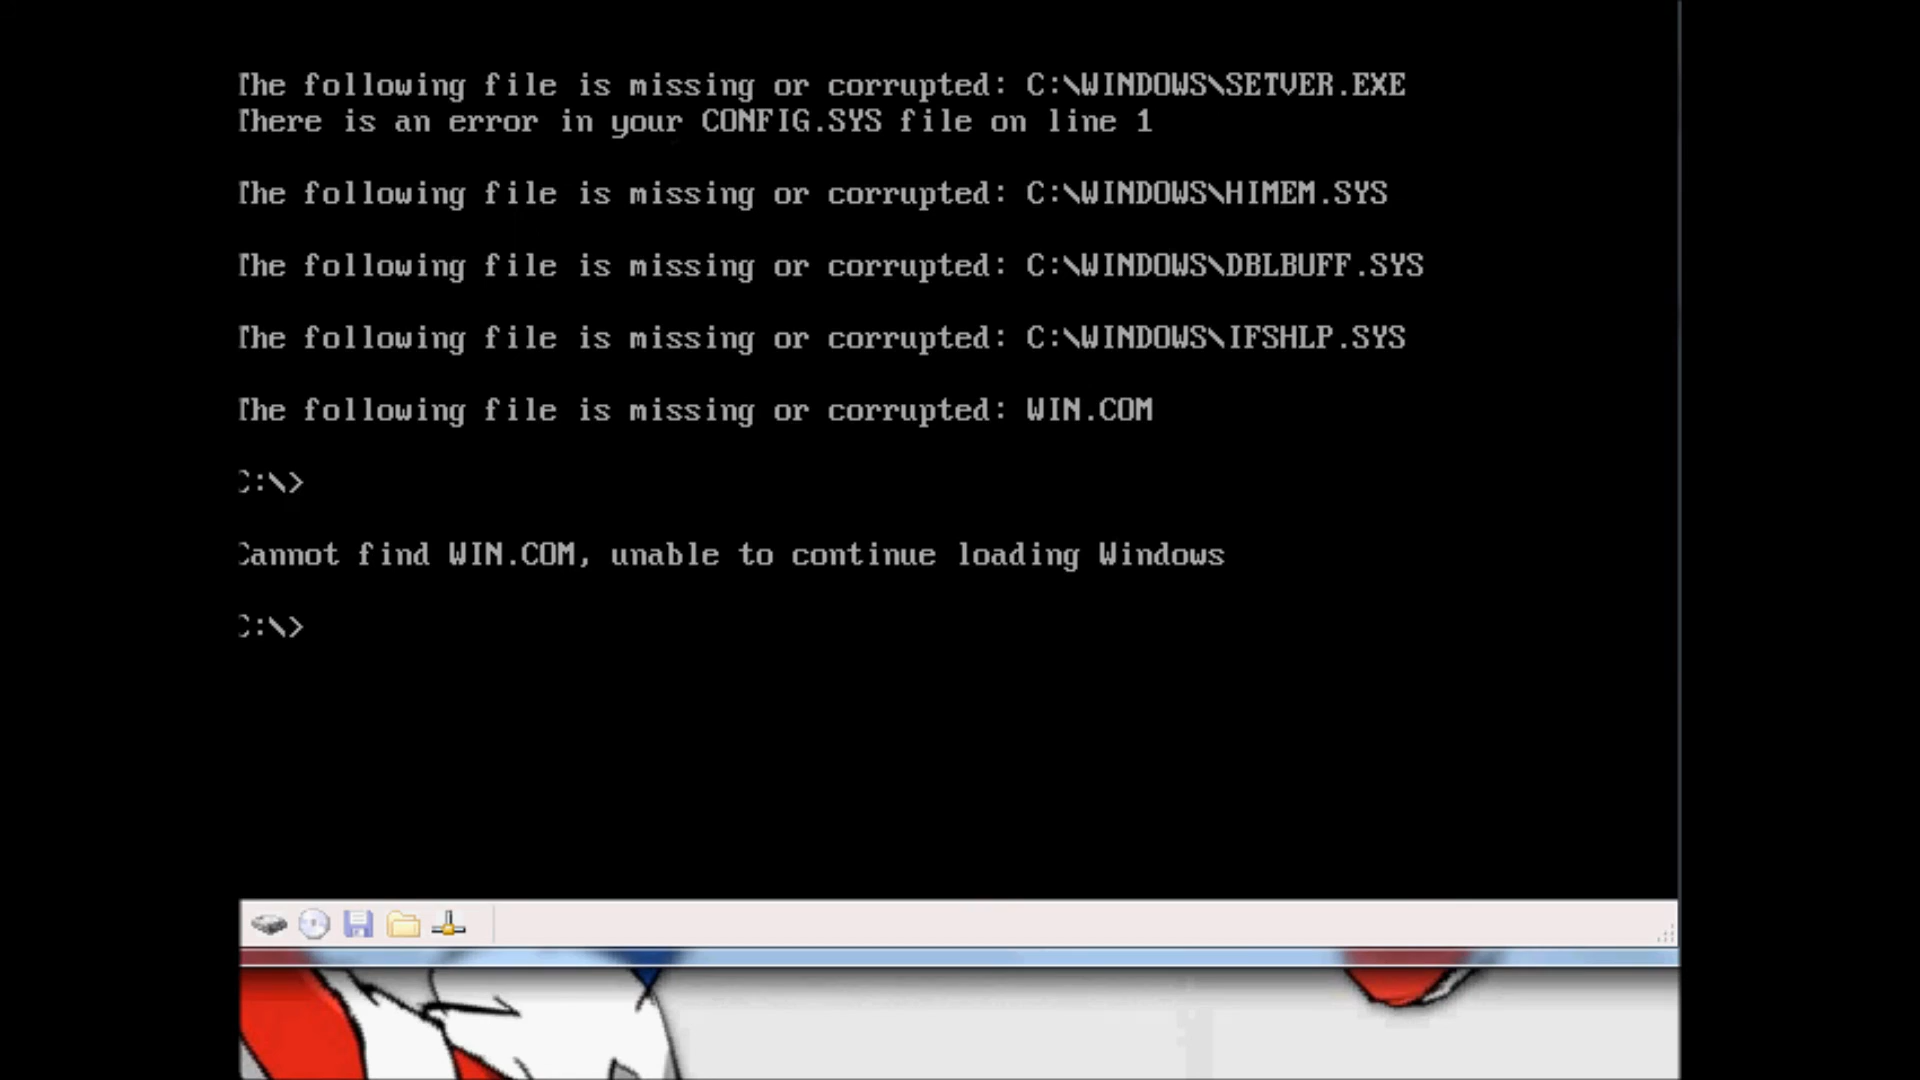 The following file is missing or corrupted: C:\WINDOWS\SETVER.EXE
There is an error in your CONFIG.SYS file on line 1
The following file is missing or corrupted: C:\WINDOWS\HIMEM.SYS
The following file is missing or corrupted: C:\WINDOWS\DBLBUFF.SYS
The following file is missing or corrupted: C:\WINDOWS\IFSHLP.SYS
The following file is missing or corrupted: WIN.COM
C:\>
Cannot find WIN.COM, unable to continue loading Windows
C:\>